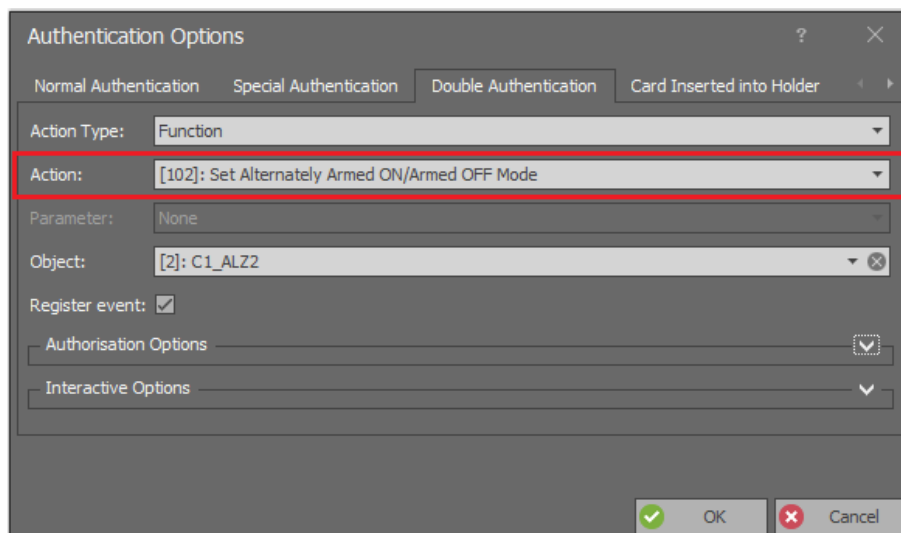 Authentication Options ?
Normal Authentication Special Authentication Double Authentication Card Inserted into Holder
Action Type: Function
Action: [102]: Set Alternately Armed ON/Armed OFF Mode
Parameter: None
Object: [2]: C1_ALZ2
Register event:
Authorisation Options
Interactive Options
OK Cancel